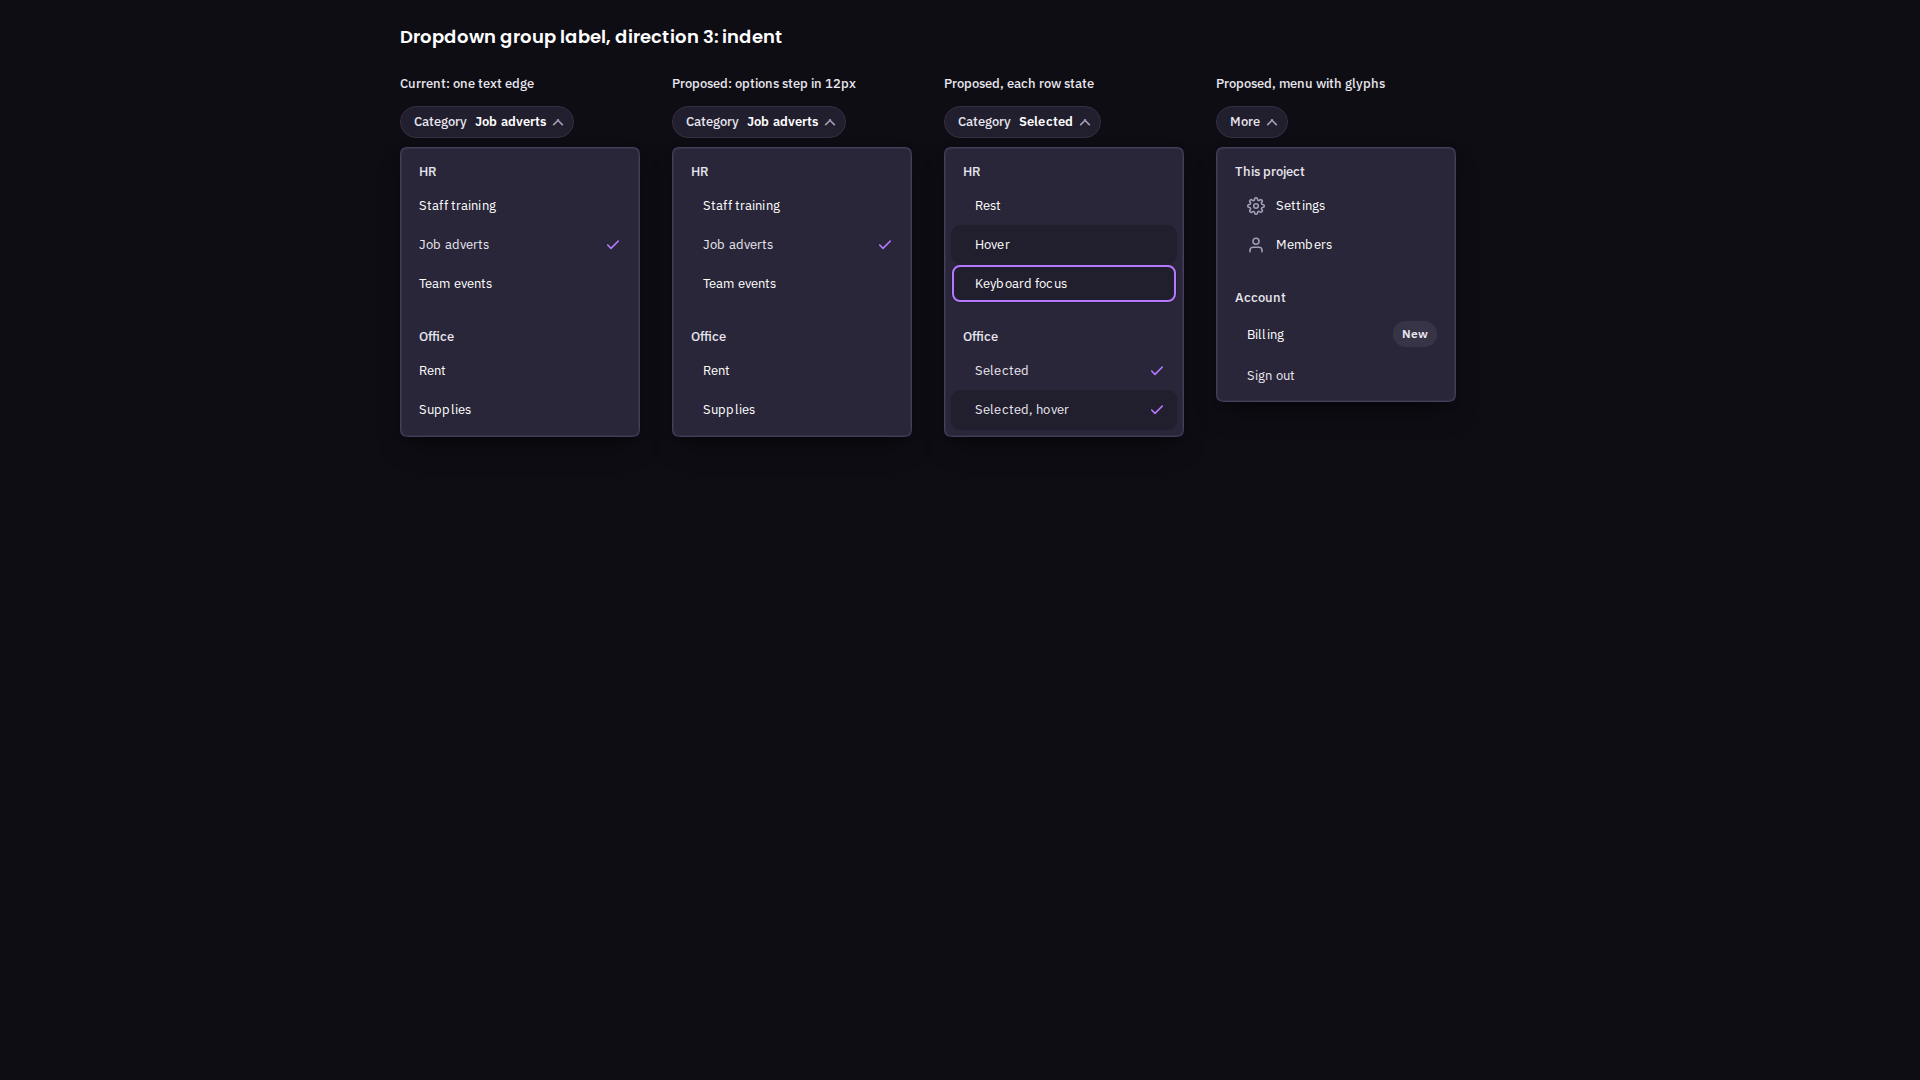 Dropdown group label, direction 3: indent
Current: one text edge
Category Job adverts
HR
Staff training
Job adverts
Team events
Office
Rent
Supplies
Proposed: options step in 12px
Category Job adverts
HR
Staff training
Job adverts
Team events
Office
Rent
Supplies
Proposed, each row state
Category Selected
HR
Rest
Hover
Keyboard focus
Office
Selected
Selected, hover
Proposed, menu with glyphs
More
This project
Settings
Members
Account
Billing New
Sign out